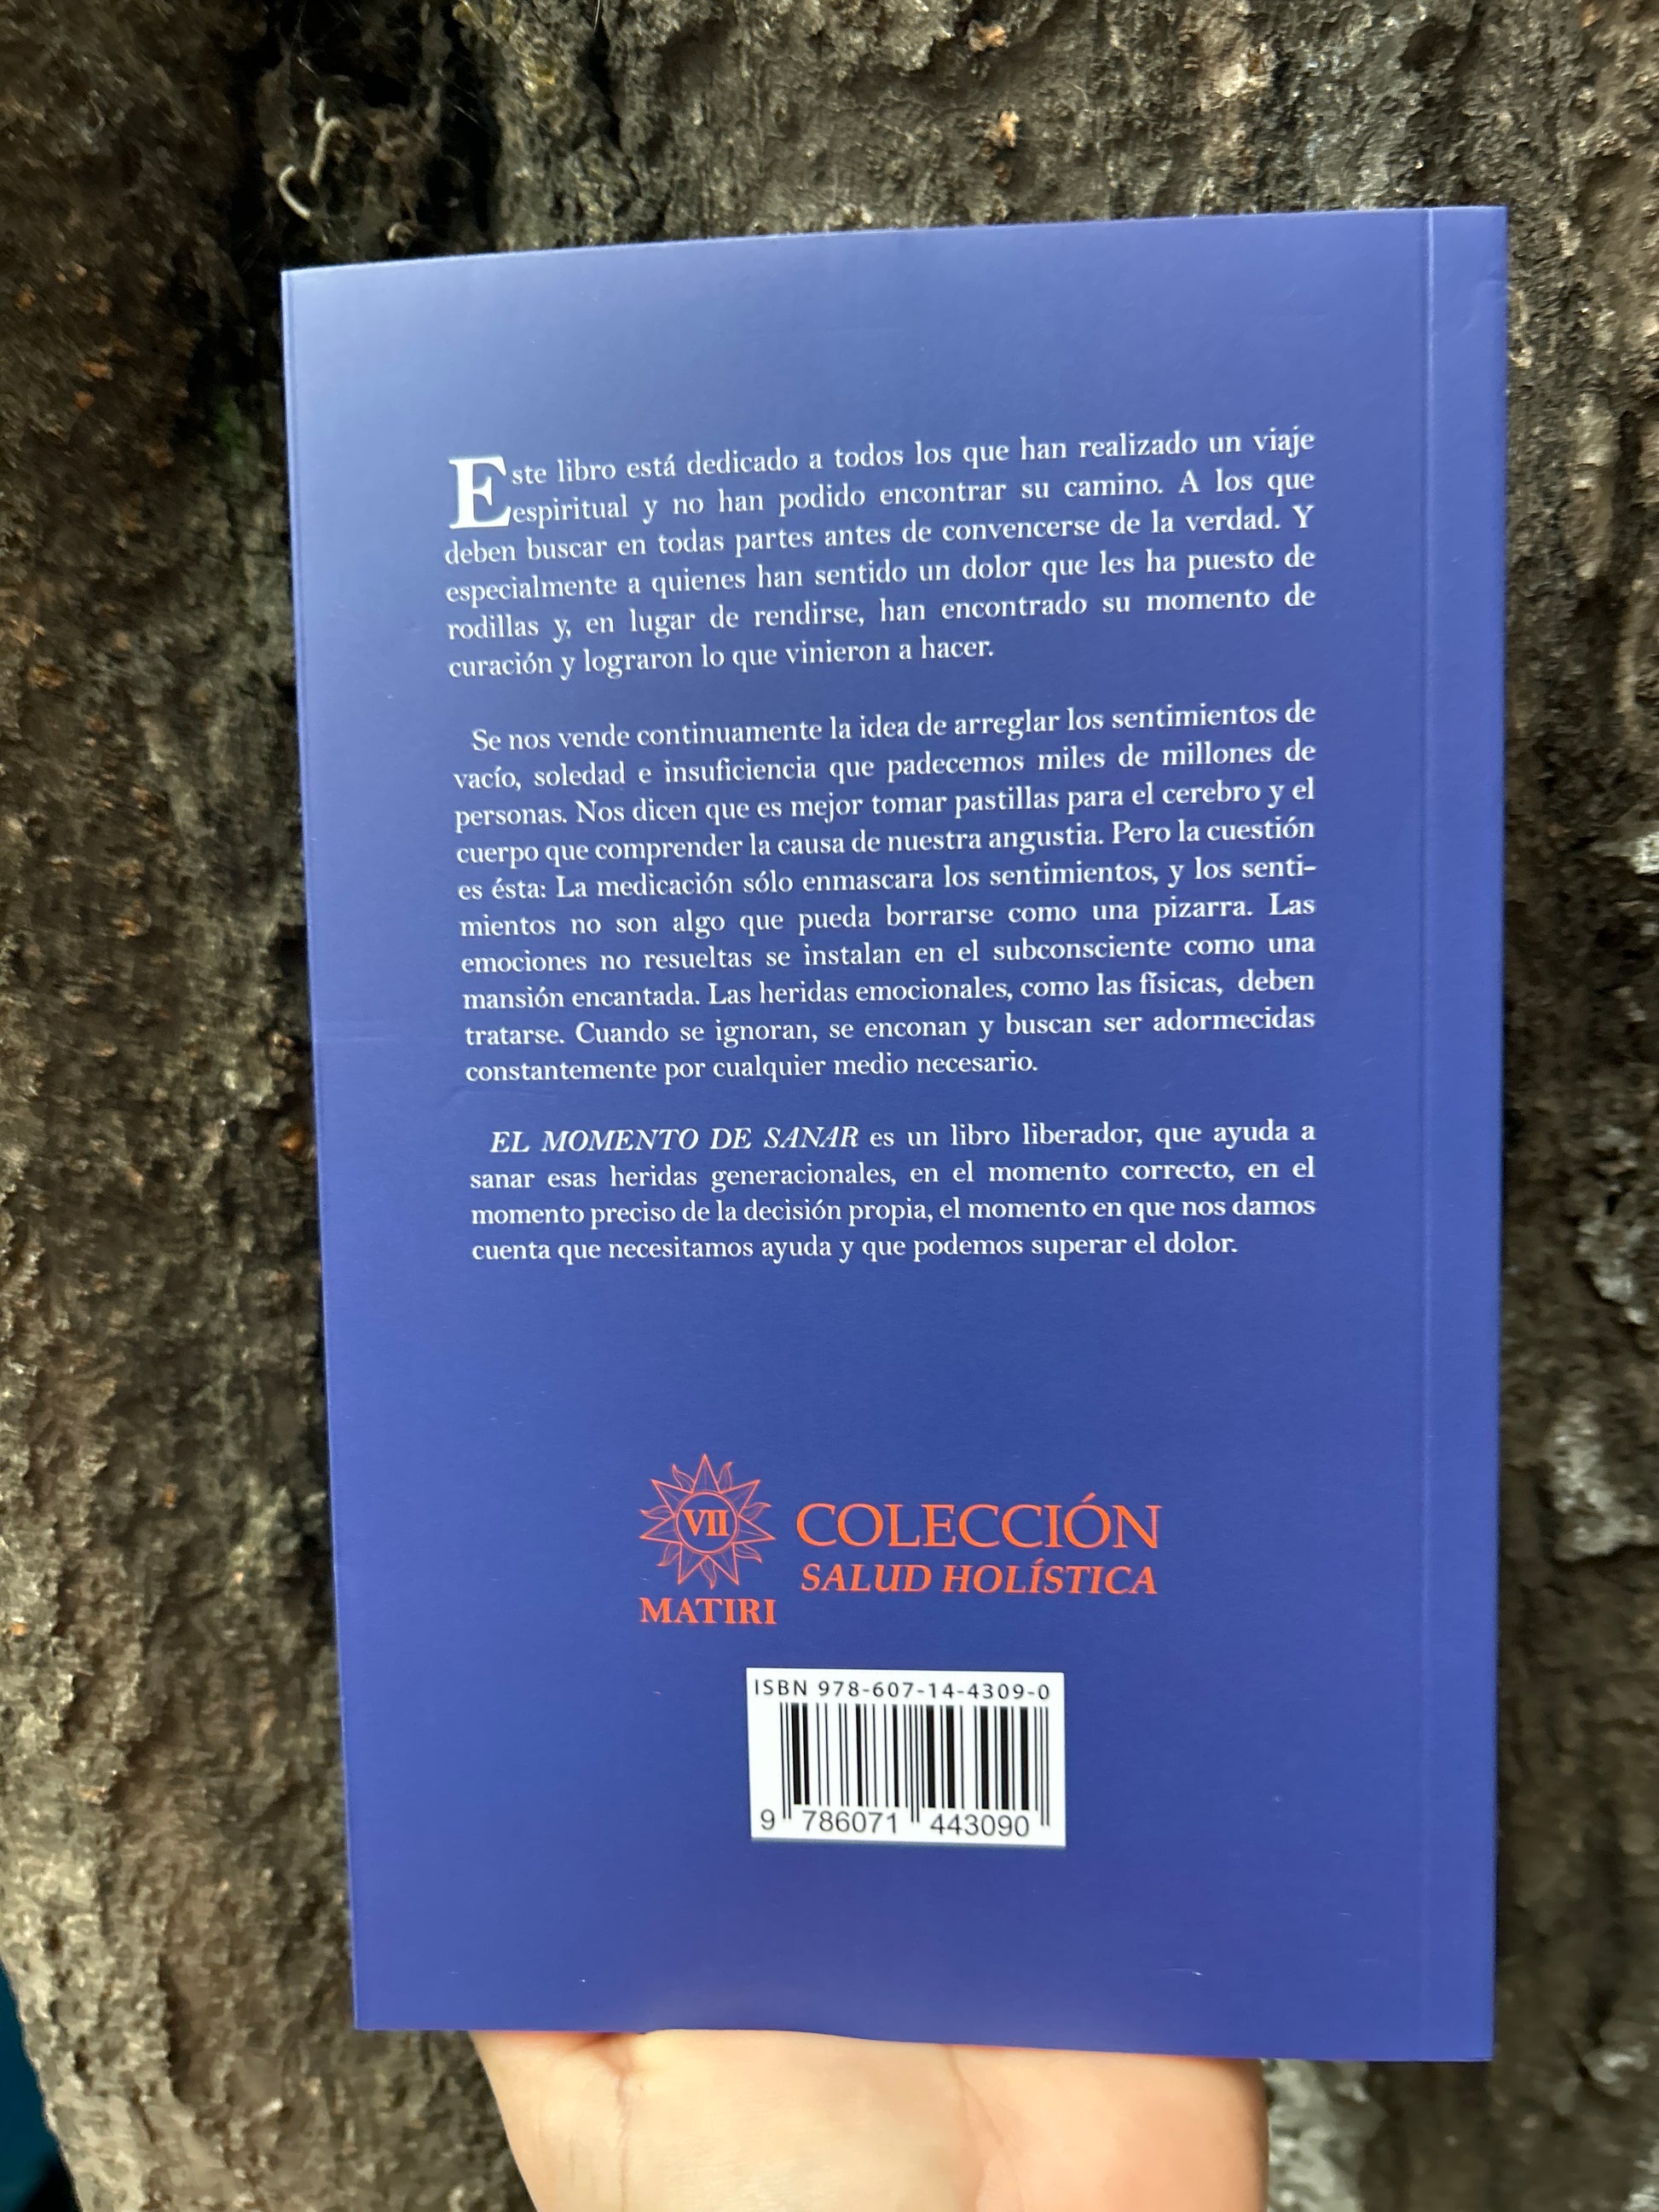 Este libro está dedicado a todos los que han realizado un viaje
espiritual y no han podido encontrar su camino. A los que
deben buscar en todas partes antes de convencerse de la verdad. Y
especialmente a quienes han sentido un dolor que les ha puesto de
rodillas y, en lugar de rendirse, han encontrado su momento de
curación y lograron lo que vinieron a hacer.
Se nos vende continuamente la idea de arreglar los sentimientos de
vacío, soledad e insuficiencia que padecemos miles de millones de
personas. Nos dicen que es mejor tomar pastillas para el cerebro y el
cuerpo que comprender la causa de nuestra angustia. Pero la cuestión
es ésta: La medicación sólo enmascara los sentimientos, y los senti-
mientos no son algo que pueda borrarse como una pizarra. Las
emociones no resueltas se instalan en el subconsciente como una
mansión encantada. Las heridas emocionales, como las físicas, deben
tratarse. Cuando se ignoran, se enconan y buscan ser adormecidas
constantemente por cualquier medio necesario.
EL MOMENTO DE SANAR es un libro liberador, que ayuda a
sanar esas heridas generacionales, en el momento correcto, en el
momento preciso de la decisión propia, el momento en que nos damos
cuenta que necesitamos ayuda y que podemos superar el dolor.
VII
MATIRI
COLECCIÓN
SALUD HOLÍSTICA
ISBN 978-607-14-4309-0
9 786071 443090